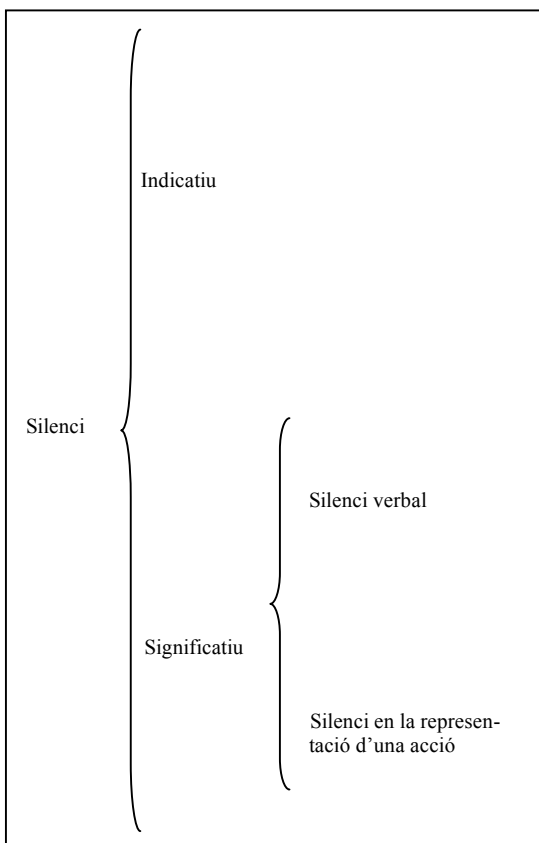 Indicatiu
Silenci
Silenci verbal
Significatiu
Silenci en la represen-
tació d’una acció